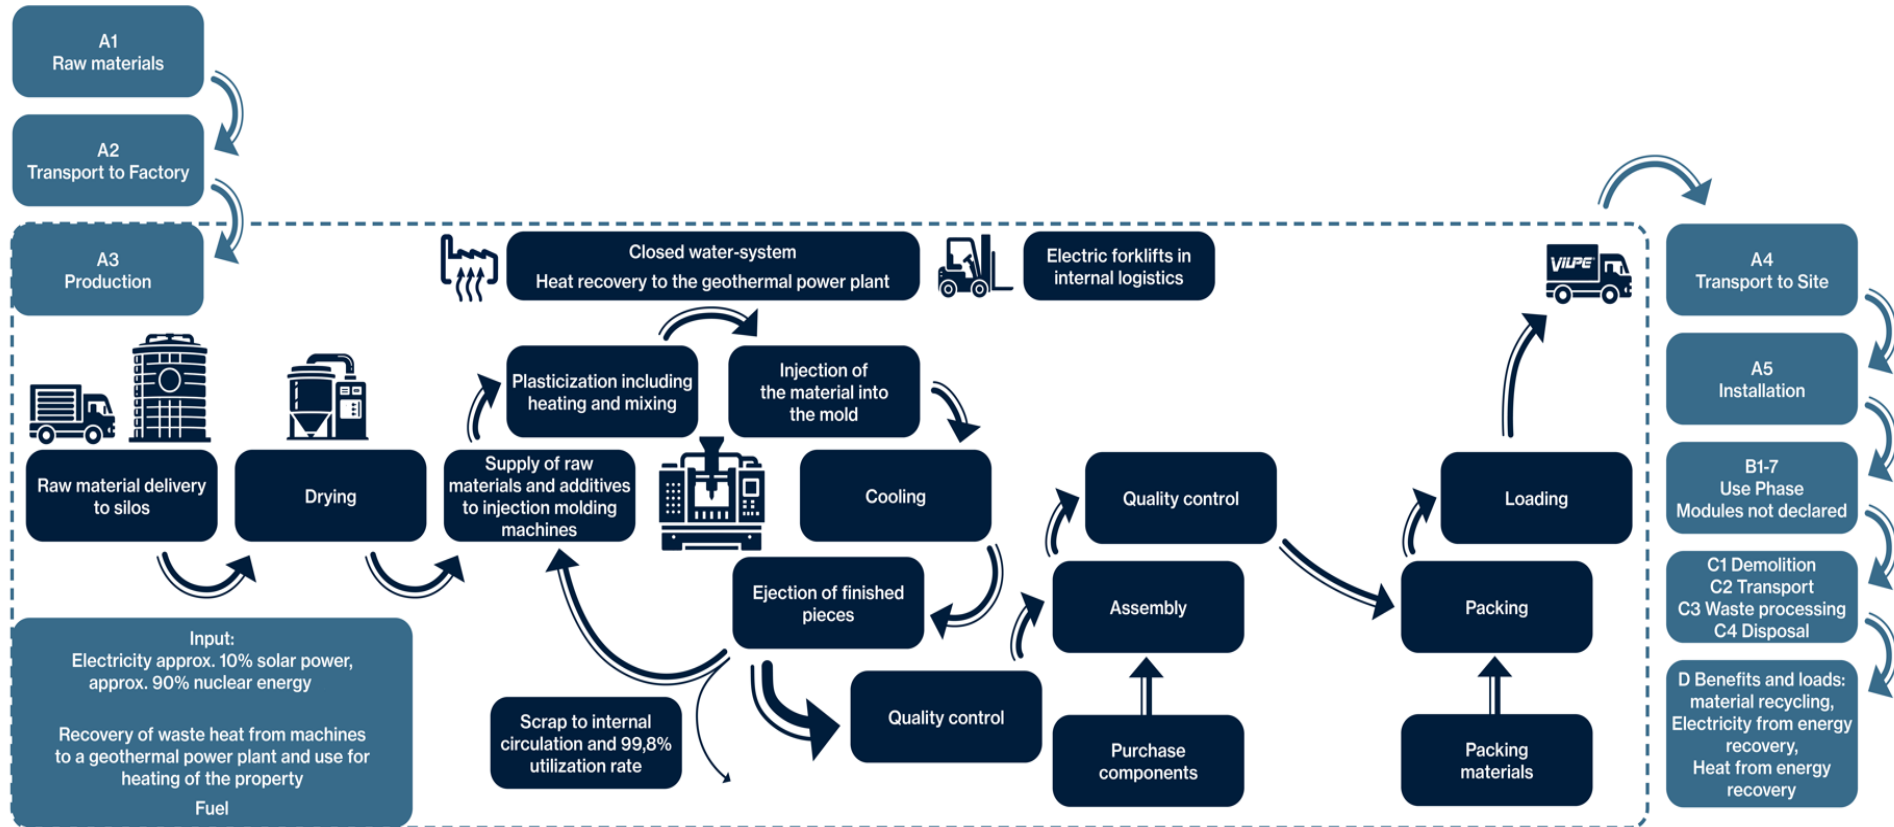 A1
Raw materials
A2
Transport to Factory
A3
Production
Closed water-system
Heat recovery to the geothermal power plant
Electric forklifts in
internal logistics
VILPE
A4
Transport to Site
Plasticization including
heating and mixing
Injection of
the material into
the mold
A5
Installation
Raw material delivery
to silos
Drying
Supply of raw
materials and additives
to injection molding
machines
Cooling
Quality control
Loading
B1-7
Use Phase
Modules not declared
Ejection of finished
pieces
Assembly
Packing
C1 Demolition
C2 Transport
C3 Waste processing
C4 Disposal
Input:
Electricity approx. 10% solar power,
approx. 90% nuclear energy
Recovery of waste heat from machines
to a geothermal power plant and use for
heating of the property
Fuel
Scrap to internal
circulation and 99,8%
utilization rate
Quality control
Purchase
components
Packing
materials
D Benefits and loads:
material recycling,
Electricity from energy
recovery,
Heat from energy
recovery